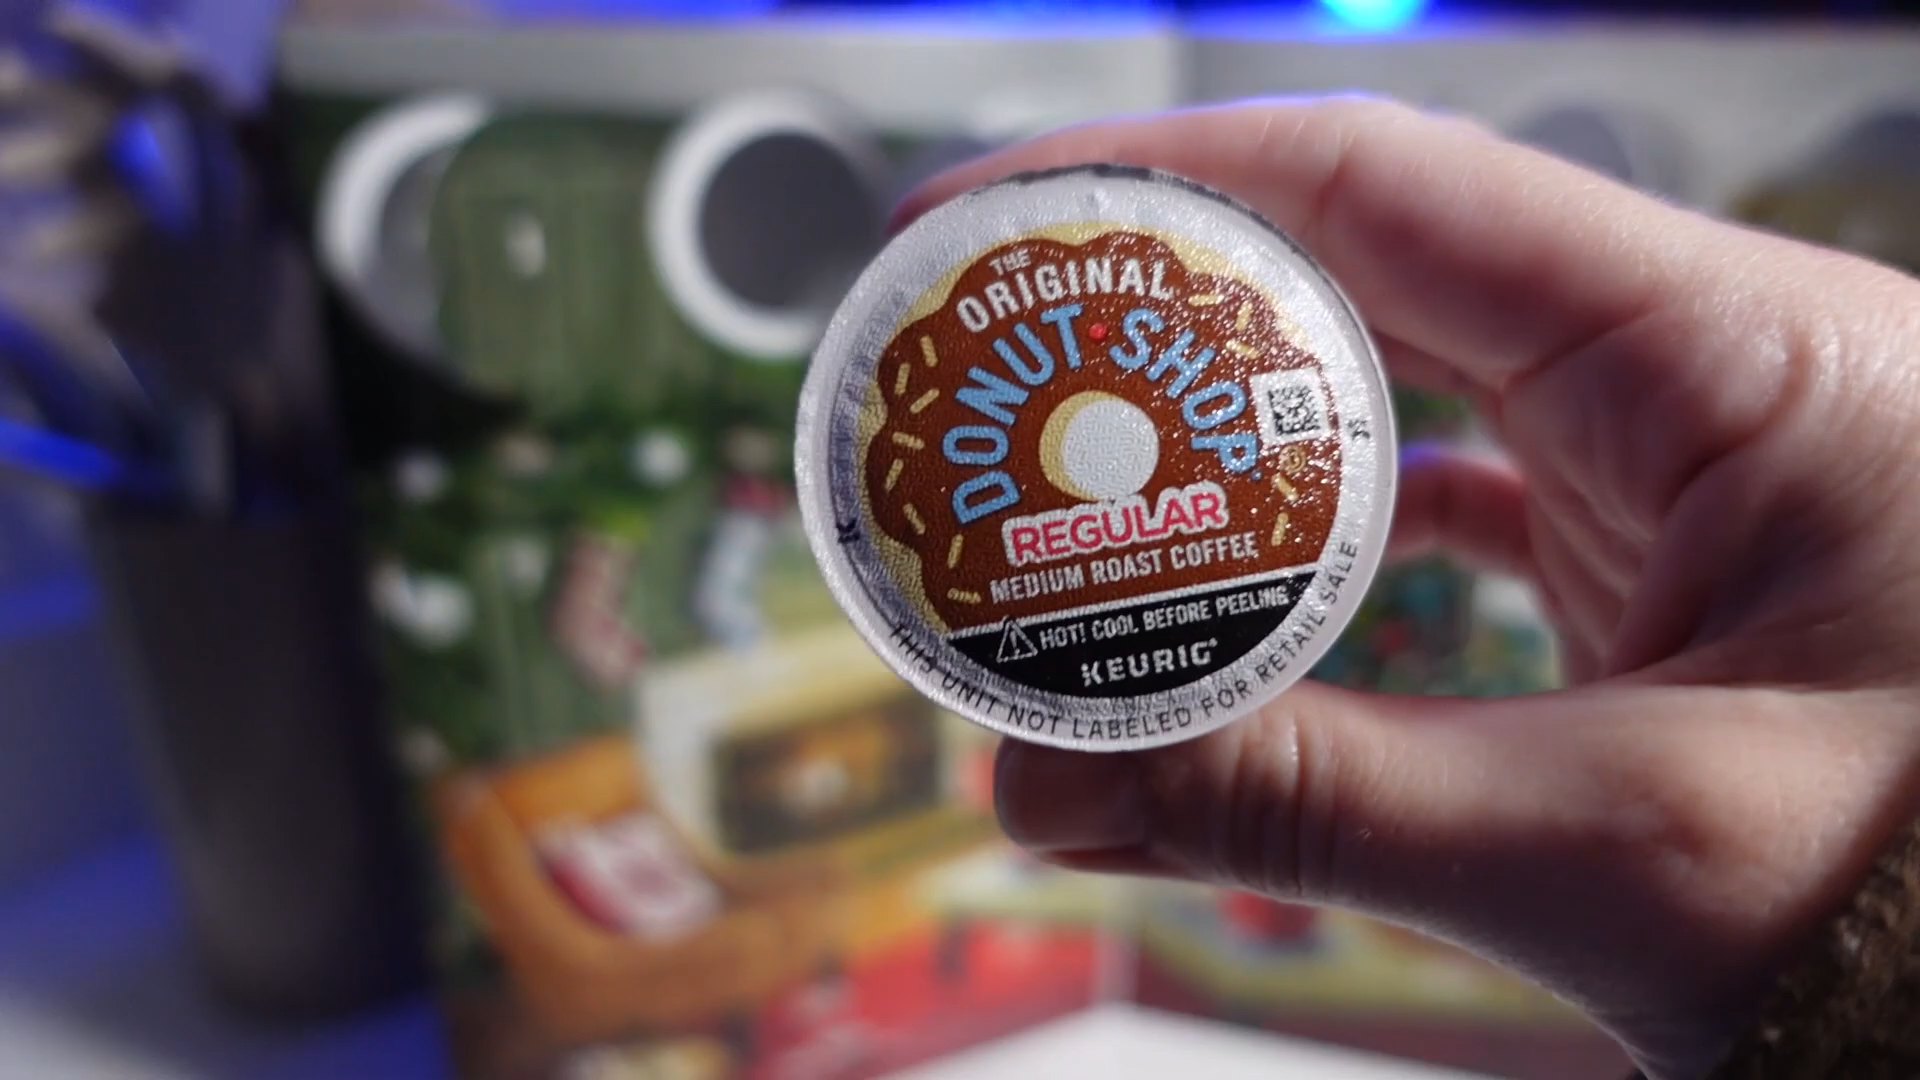 THE
ORIGINAL
DONUT SHOP
REGULAR
MEDIUM ROAST COFFEE
HOT! COOL BEFORE PEELING
KEURIG
THIS UNIT NOT LABELED FOR RETAIL SALE